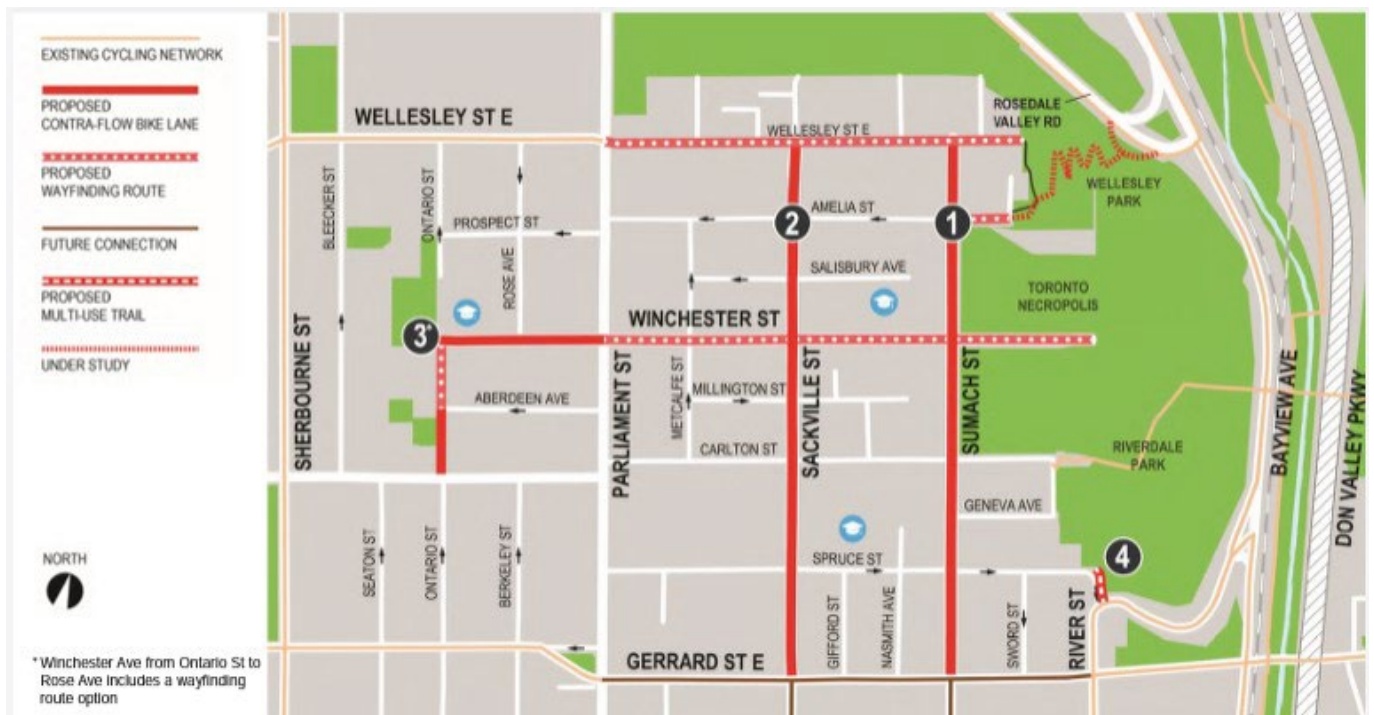 EXISTING CYCLING NETWORK
PROPOSED
CONTRA-FLOW BIKE LANE
PROPOSED
WAYFINDING ROUTE
FUTURE CONNECTION
PROPOSED
MULTI-USE TRAIL
UNDER STUDY
NORTH
* Winchester Ave from Ontario St to
Rose Ave includes a wayfinding
route option
WELLESLEY ST E
WELLESLEY ST E
ROSEDALE
VALLEY RD
WELLESLEY
PARK
BLEECKER ST
ONTARIO ST
PROSPECT ST
ROSE AVE
AMELIA ST
2
1
SALISBURY AVE
TORONTO
NECROPOLIS
3*
WINCHESTER ST
SHERBOURNE ST
PARLIAMENT ST
METCALFE ST
SACKVILLE ST
SUMACH ST
BAYVIEW AVE
DON VALLEY PKWY
ABERDEEN AVE
MILLINGTON ST
CARLTON ST
RIVERDALE
PARK
GENEVA AVE
SEATON ST
ONTARIO ST
BERKELEY ST
SPRUCE ST
4
GIFFORD ST
NASMITH AVE
SWORD ST
RIVER ST
GERRARD ST E